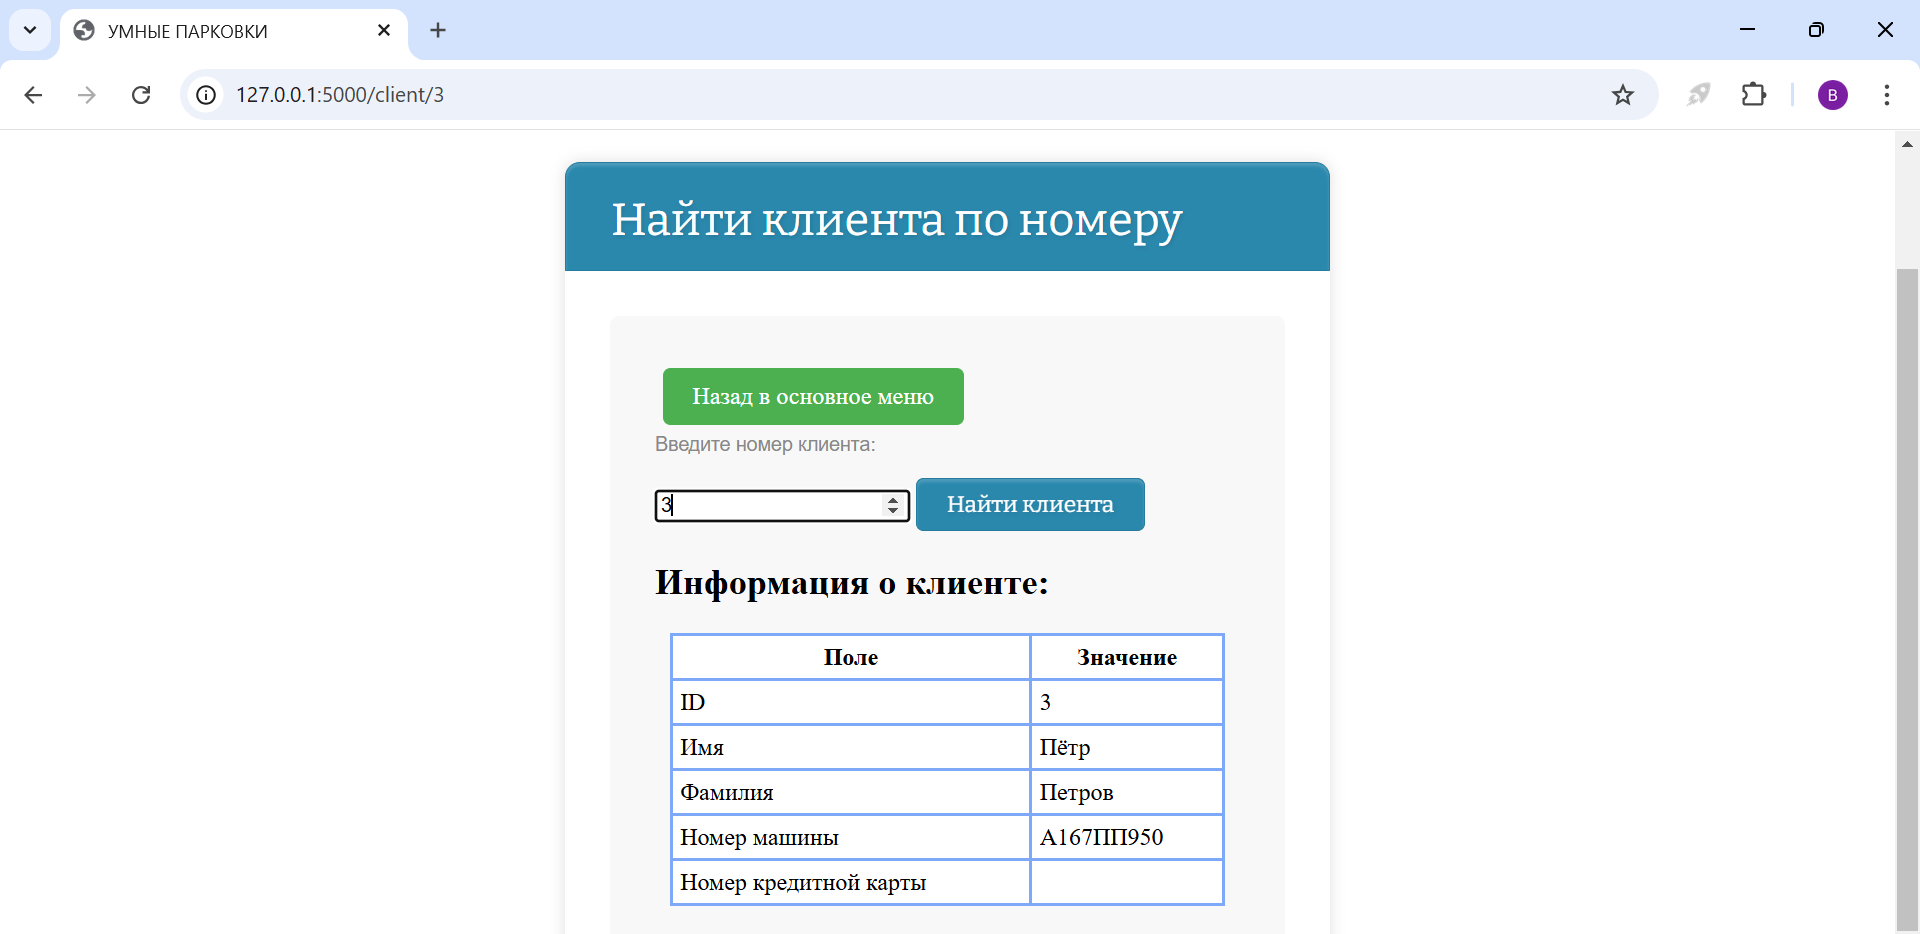 УМНЫЕ ПАРКОВКИ
127.0.0.1:5000/client/3
B
Найти клиента по номеру
Назад в основное меню
Введите номер клиента:
3
Найти клиента
Информация о клиенте:
Поле Значение
ID 3
Имя Пётр
Фамилия Петров
Номер машины А167ПП950
Номер кредитной карты